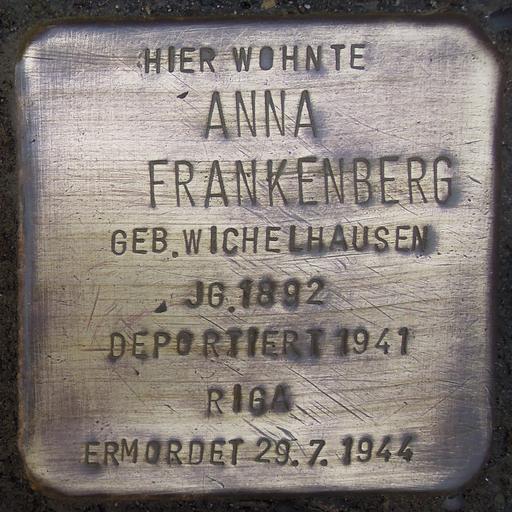 HIER WOHNTE
ANNA
FRANKENBERG
GEB. WICHELHAUSEN
JG. 1892
DEPORTIERT 1941
RIGA
ERMORDET 29.7.1944